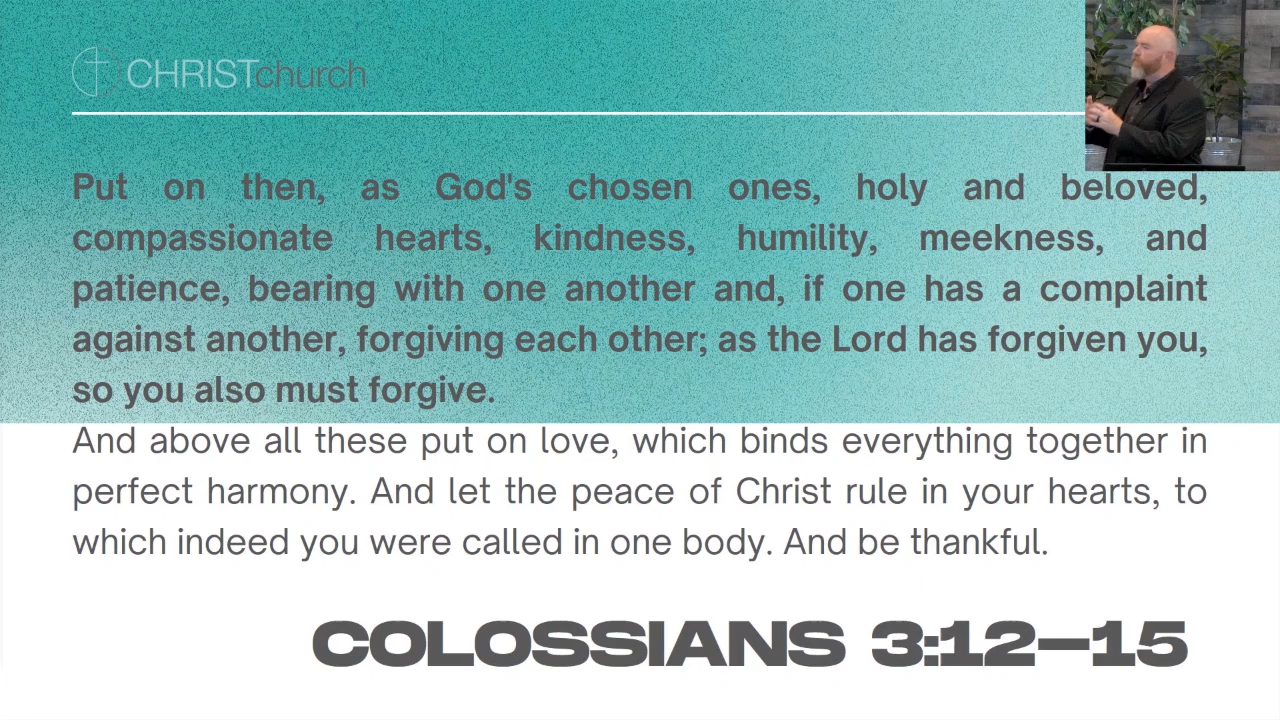 CHRISTchurch
Put on then, as God's chosen ones, holy and beloved,
compassionate hearts, kindness, humility, meekness, and
patience, bearing with one another and, if one has a complaint
against another, forgiving each other; as the Lord has forgiven you,
so you also must forgive.
And above all these put on love, which binds everything together in
perfect harmony. And let the peace of Christ rule in your hearts, to
which indeed you were called in one body. And be thankful.
COLOSSIANS 3:12–15